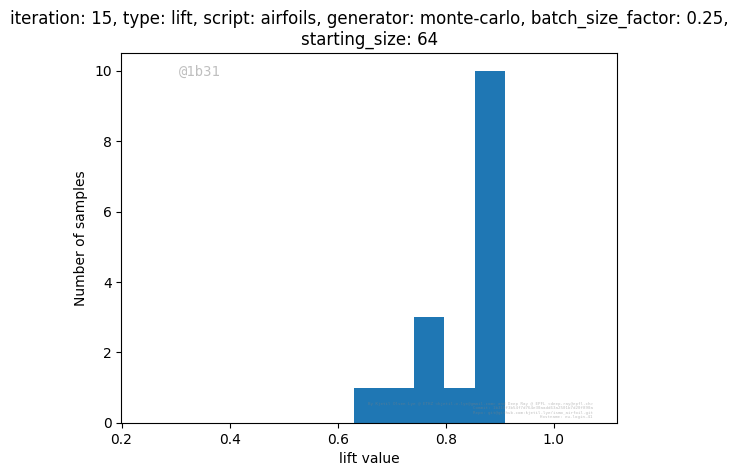 iteration: 15, type: lift, script: airfoils, generator: monte-carlo, batch_size_factor: 0.25,
starting_size: 64
@1b31
10
8
6
4
2
0
Number of samples
0.2 0.4 0.6 0.8 1.0
lift value